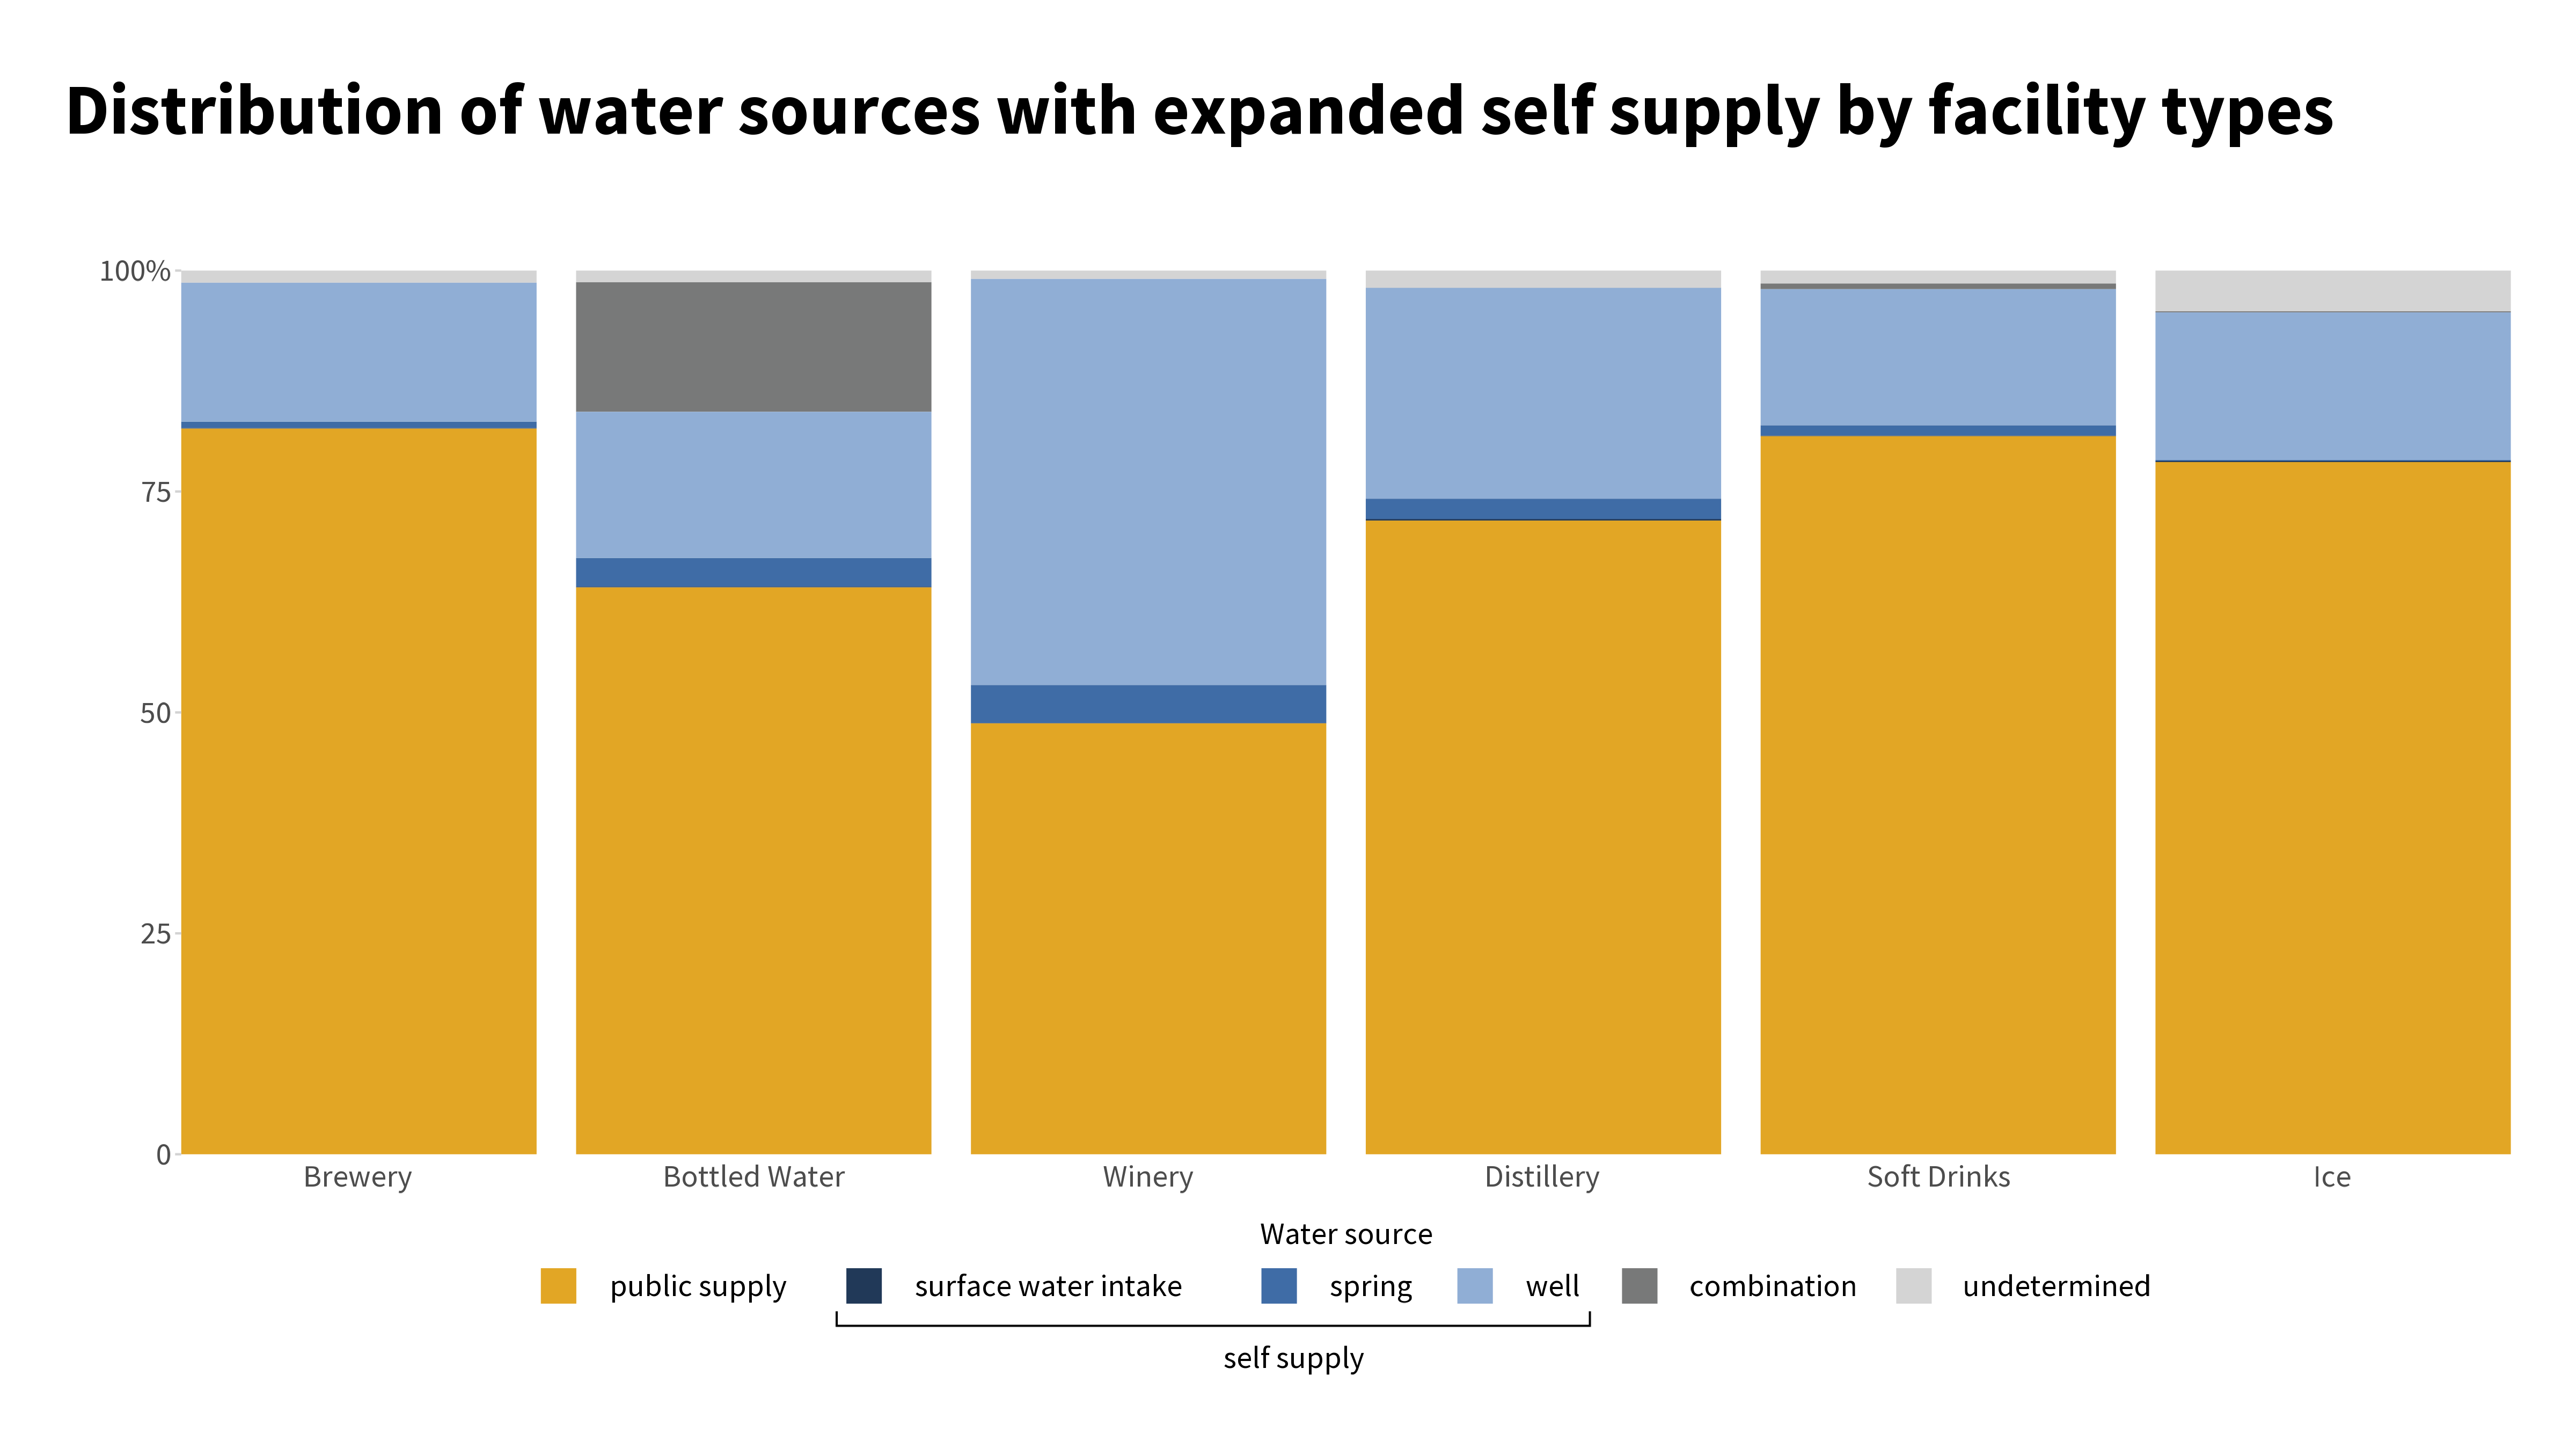 Distribution of water sources with expanded self supply by facility types
100%
75
50
25
0
Brewery Bottled Water Winery Distillery Soft Drinks Ice
Water source
public supply surface water intake spring well combination undetermined
self supply